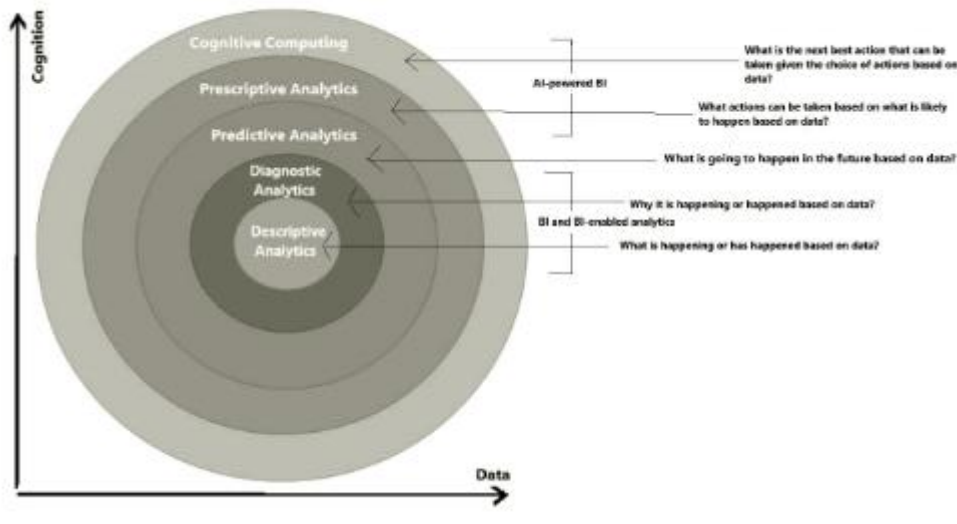 Cognition
Cognitive Computing
Prescriptive Analytics
Predictive Analytics
Diagnostic
Analytics
Descriptive
Analytics
AI-powered BI
BI and BI-enabled analytics
What is the next best action that can be
taken given the choice of actions based on
data?
What actions can be taken based on what is likely
to happen based on data?
What is going to happen in the future based on data?
Why it is happening or happened based on data?
What is happening or has happened based on data?
Data